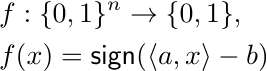 f : {0, 1}ⁿ → {0, 1},
f(x) = sign(⟨a, x⟩ − b)